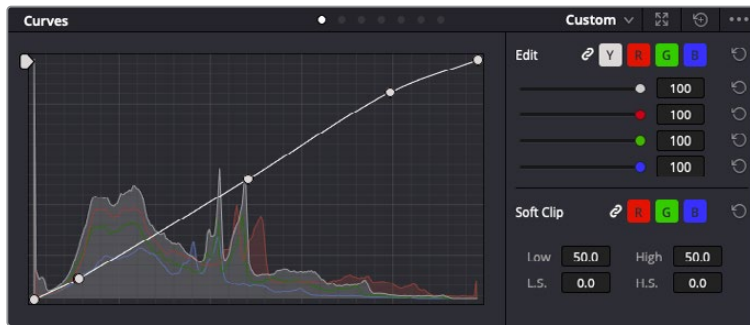 Curves
Custom
Edit
Y R G B
100
100
100
100
Soft Clip
R G B
Low 50.0 High 50.0
L.S. 0.0 H.S. 0.0